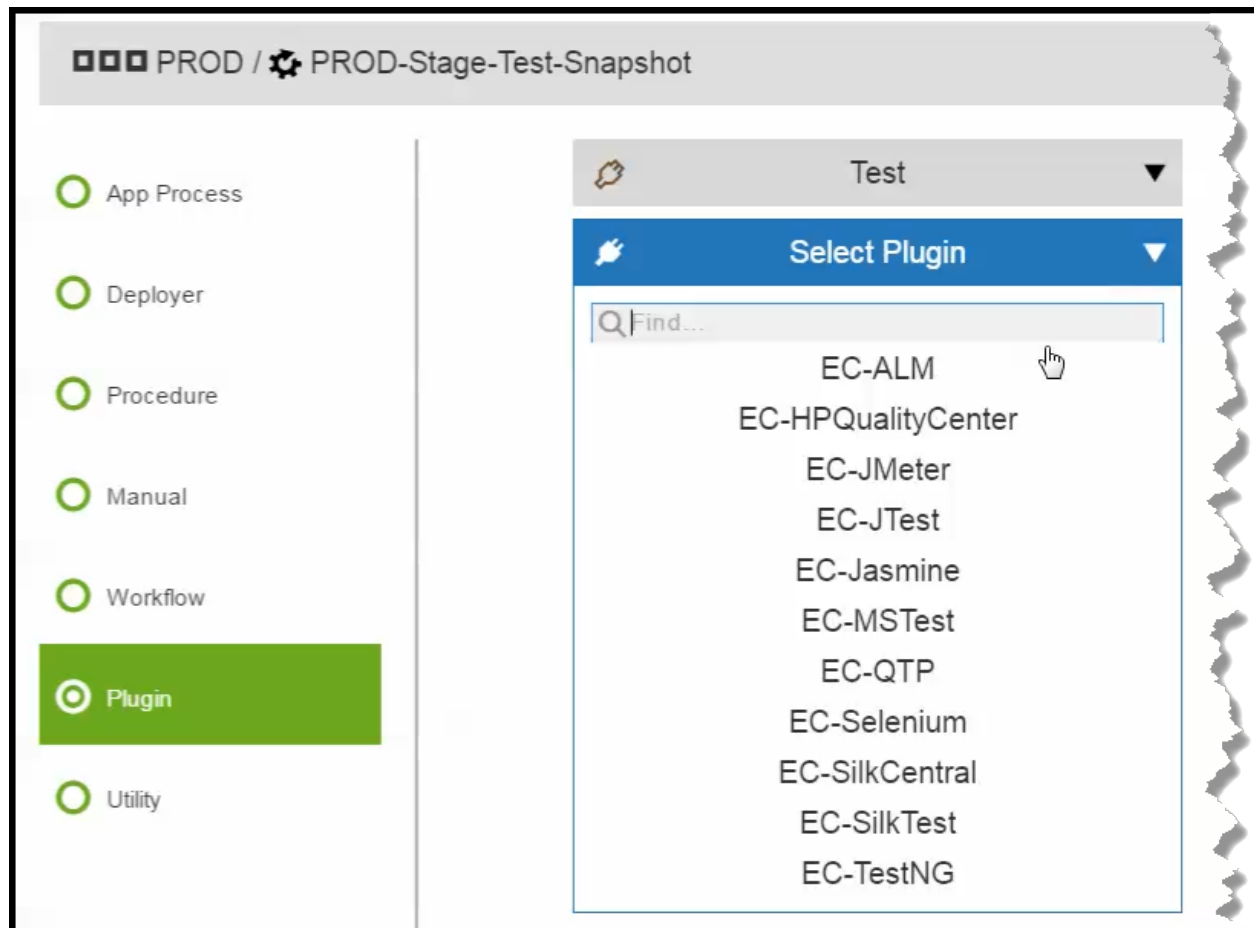 PROD / PROD-Stage-Test-Snapshot
App Process
Deployer
Procedure
Manual
Workflow
Plugin
Utility
Test
Select Plugin
Find...
EC-ALM
EC-HPQualityCenter
EC-JMeter
EC-JTest
EC-Jasmine
EC-MSTest
EC-QTP
EC-Selenium
EC-SilkCentral
EC-SilkTest
EC-TestNG